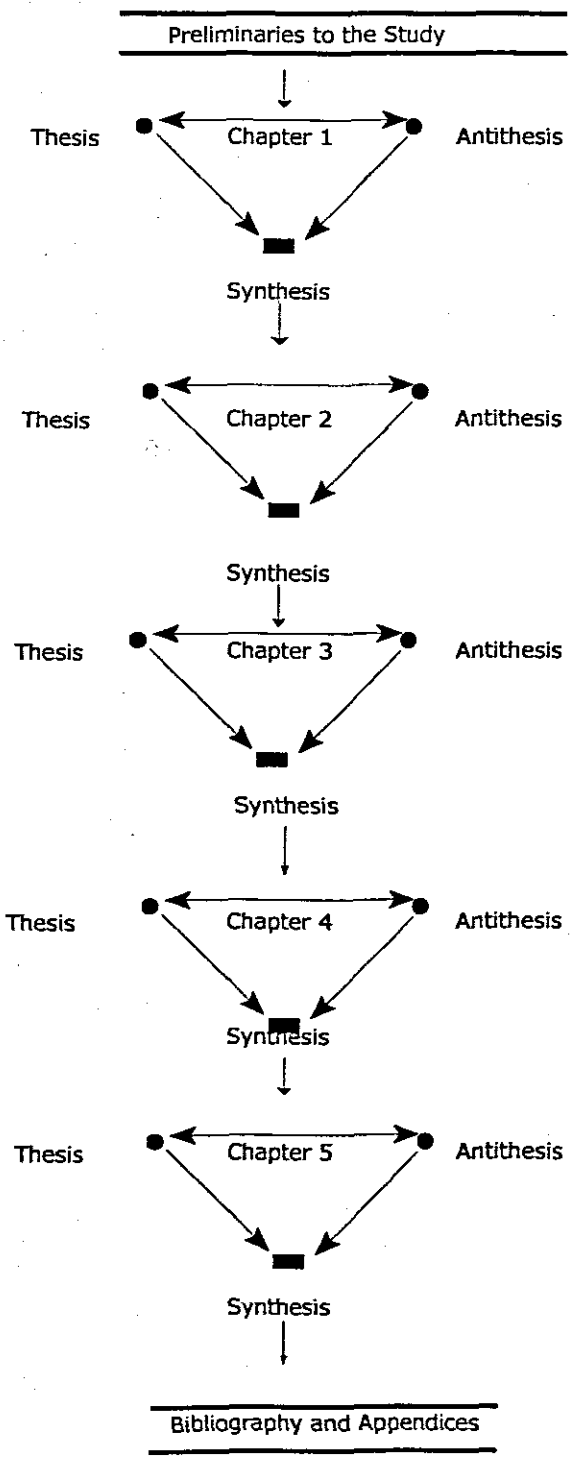 Preliminaries to the Study
Thesis Chapter 1 Antithesis
Synthesis
Thesis Chapter 2 Antithesis
Synthesis
Thesis Chapter 3 Antithesis
Synthesis
Thesis Chapter 4 Antithesis
Synthesis
Thesis Chapter 5 Antithesis
Synthesis
Bibliography and Appendices